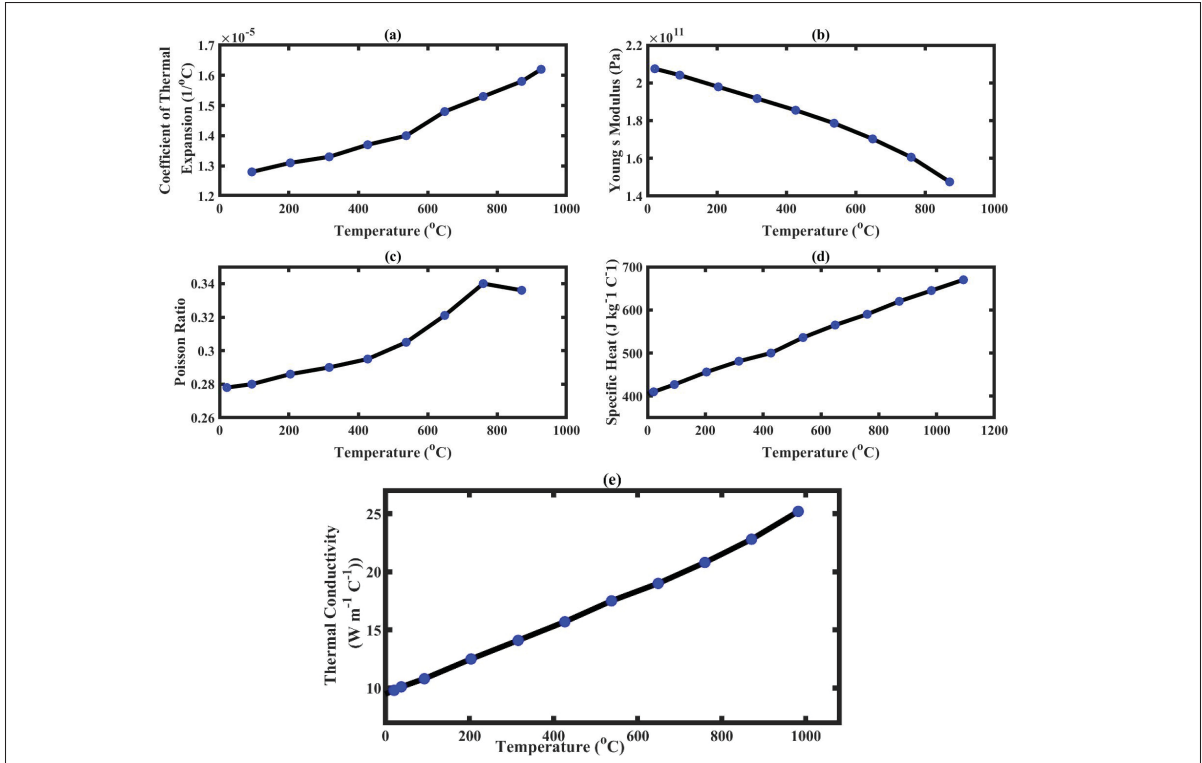 (a)
×10⁻⁵
1.7
1.6
1.5
1.4
1.3
1.2
0 200 400 600 800 1000
Coefficient of Thermal
Expansion (1/°C)
Temperature (°C)
(b)
×10¹¹
2.2
2
1.8
1.6
1.4
0 200 400 600 800 1000
Young s Modulus (Pa)
Temperature (°C)
(c)
0.34
0.32
0.3
0.28
0.26
0 200 400 600 800 1000
Poisson Ratio
Temperature (°C)
(d)
700
600
500
400
0 200 400 600 800 1000 1200
Specific Heat (J kg⁻¹ C⁻¹)
Temperature (°C)
(e)
25
20
15
10
0 200 400 600 800 1000
Thermal Conductivity
(W m⁻¹ C⁻¹))
Temperature (°C)